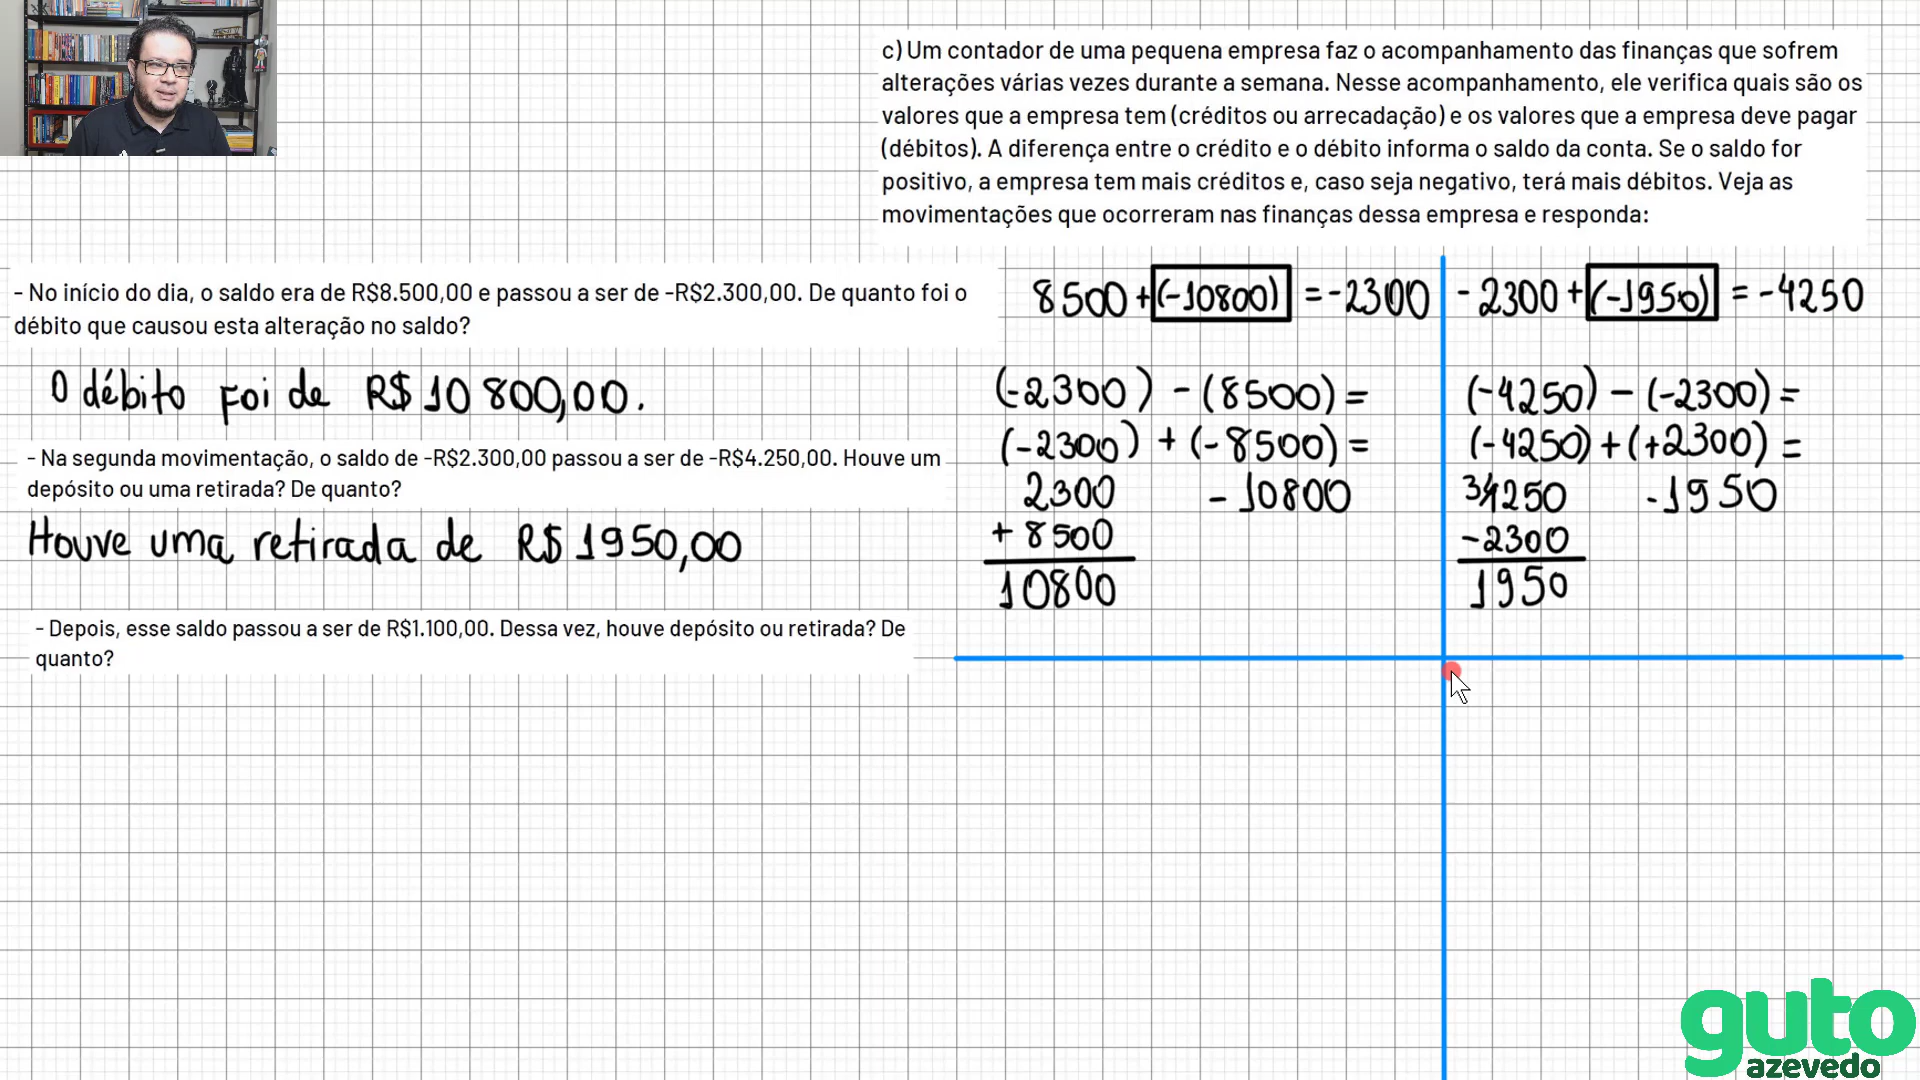 c) Um contador de uma pequena empresa faz o acompanhamento das finanças que sofrem
alterações várias vezes durante a semana. Nesse acompanhamento, ele verifica quais são os
valores que a empresa tem (créditos ou arrecadação) e os valores que a empresa deve pagar
(débitos). A diferença entre o crédito e o débito informa o saldo da conta. Se o saldo for
positivo, a empresa tem mais créditos e, caso seja negativo, terá mais débitos. Veja as
movimentações que ocorreram nas finanças dessa empresa e responda:
- No início do dia, o saldo era de R$8.500,00 e passou a ser de -R$2.300,00. De quanto foi o
débito que causou esta alteração no saldo?
O débito foi de R$ 10 800,00.
- Na segunda movimentação, o saldo de -R$2.300,00 passou a ser de -R$4.250,00. Houve um
depósito ou uma retirada? De quanto?
Houve uma retirada de R$ 1950,00
- Depois, esse saldo passou a ser de R$1.100,00. Dessa vez, houve depósito ou retirada? De
quanto?
8500 + (-10800) = -2300
(-2300) - (8500) =
(-2300) + (-8500) =
2300 -10800
+ 8500
10800
-2300 + (-1950) = -4250
(-4250) - (-2300) =
(-4250) + (+2300) =
34250 -1950
-2300
1950
guto
azevedo